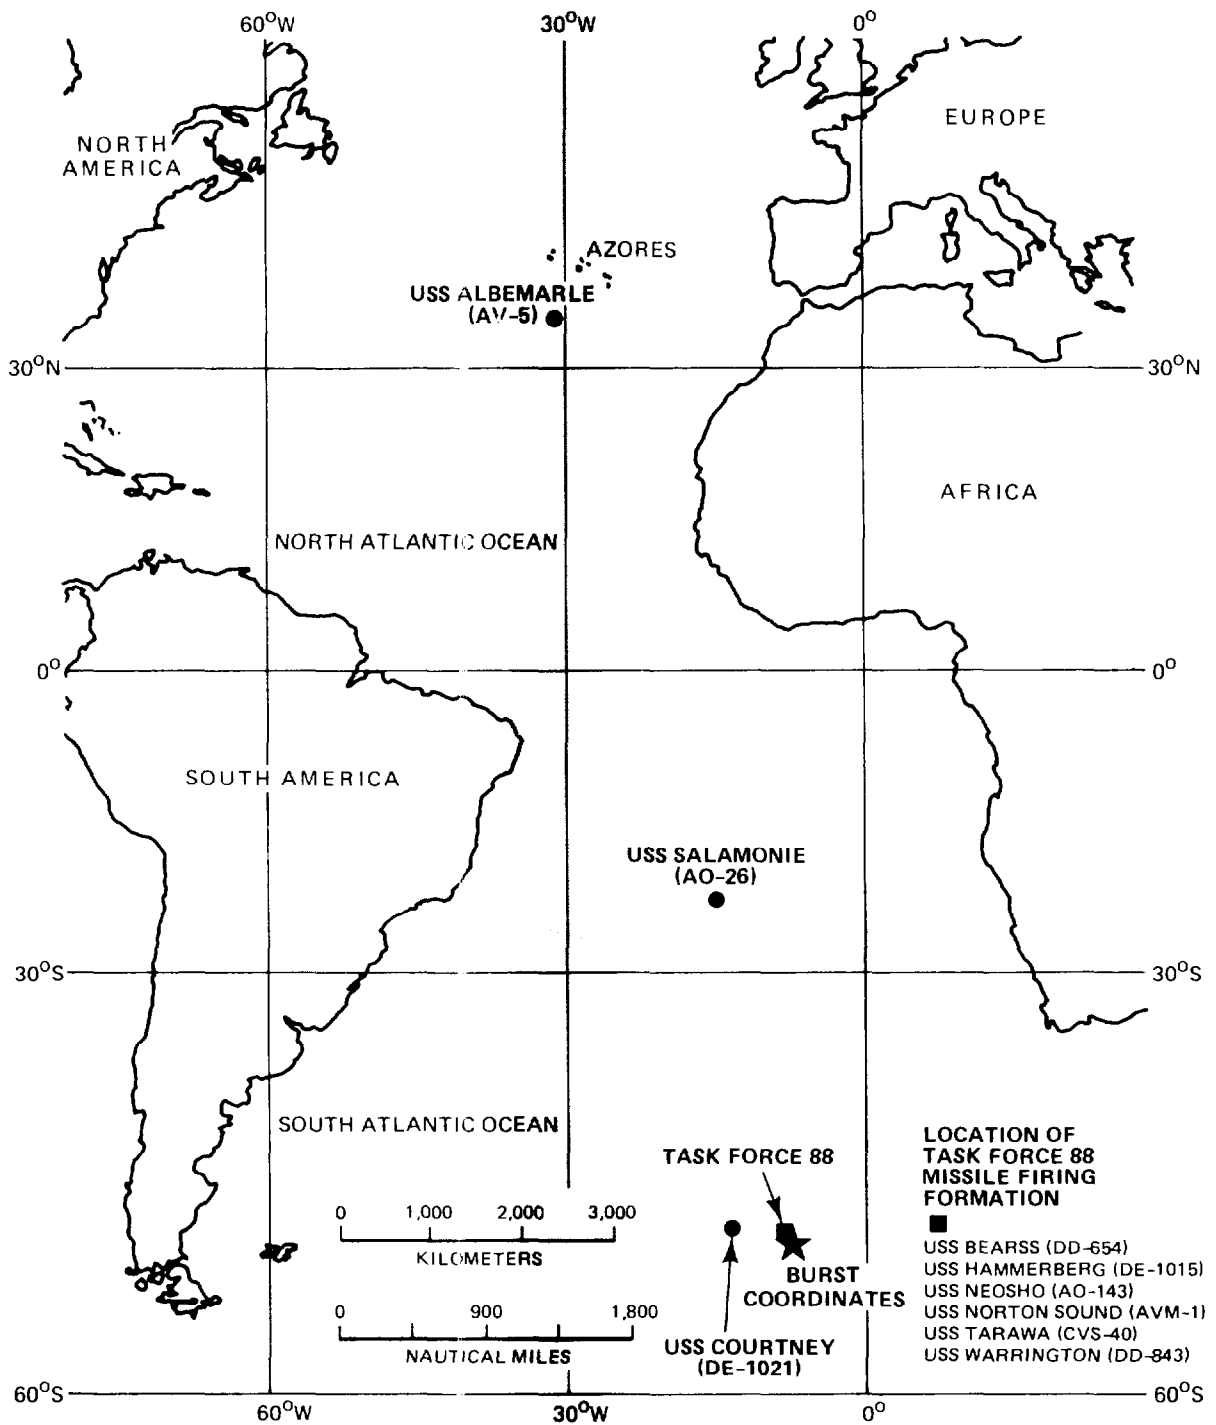 60°W
30°W
0°
NORTH
AMERICA
EUROPE
AZORES
USS ALBEMARLE
(AV-5)
30°N
30°N
AFRICA
NORTH ATLANTIC OCEAN
0°
0°
SOUTH AMERICA
USS SALAMONIE
(AO-26)
30°S
30°S
SOUTH ATLANTIC OCEAN
TASK FORCE 88
LOCATION OF
TASK FORCE 88
MISSILE FIRING
FORMATION
0 1,000 2,000 3,000
KILOMETERS
USS BEARSS (DD-654)
USS HAMMERBERG (DE-1015)
USS NEOSHO (AO-143)
USS NORTON SOUND (AVM-1)
USS TARAWA (CVS-40)
USS WARRINGTON (DD-843)
BURST
COORDINATES
0 900 1,800
NAUTICAL MILES
USS COURTNEY
(DE-1021)
60°S
60°S
60°W
30°W
0°